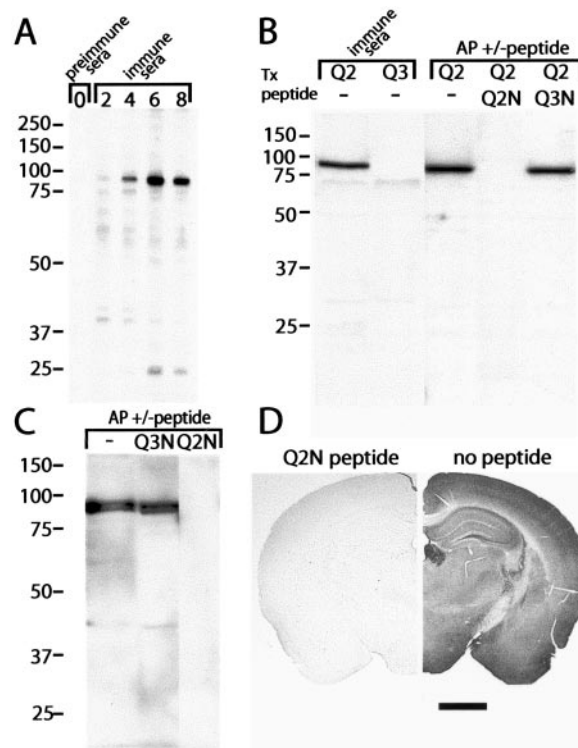 A
preimmune sera
immune sera
0 2 4 6 8
250
150
100
75
50
37
25
B
immune sera
AP +/-peptide
Tx Q2 Q3 Q2 Q2 Q2
peptide - - - Q2N Q3N
150
100
75
50
37
25
C
AP +/-peptide
- Q3N Q2N
150
100
75
50
37
25
D
Q2N peptide
no peptide